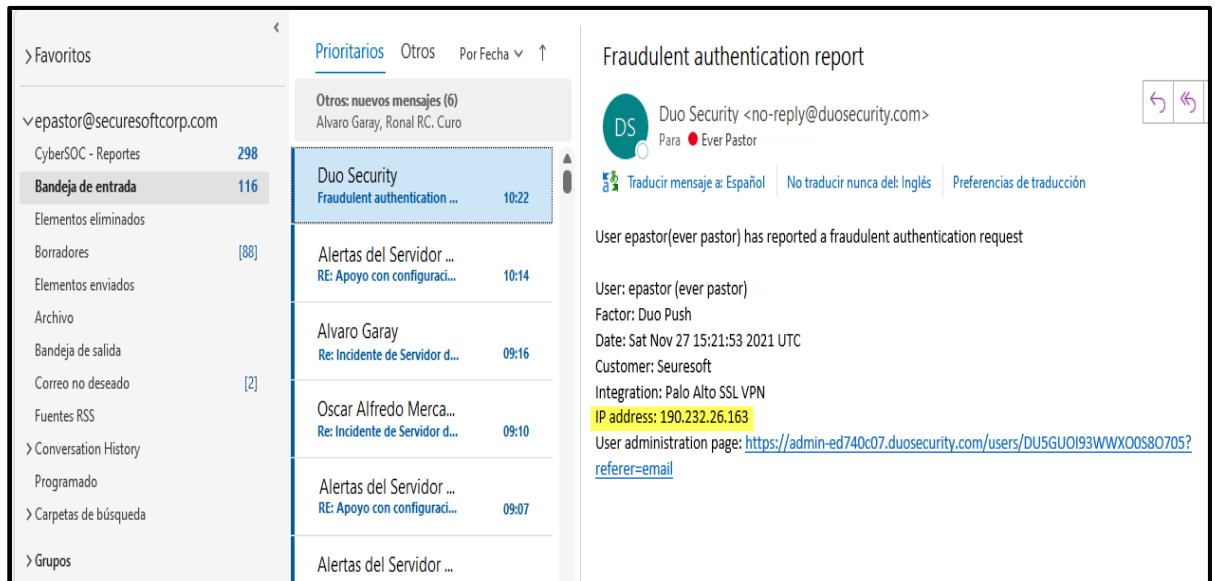 Favoritos
epastor@securesoftcorp.com
CyberSOC - Reportes 298
Bandeja de entrada 116
Elementos eliminados
Borradores [88]
Elementos enviados
Archivo
Bandeja de salida
Correo no deseado [2]
Fuentes RSS
Conversation History
Programado
Carpetas de búsqueda
Grupos
Prioritarios Otros Por Fecha ↑
Otros: nuevos mensajes (6)
Alvaro Garay, Ronal RC. Curo
Duo Security
Fraudulent authentication ... 10:22
Alertas del Servidor ...
RE: Apoyo con configuraci... 10:14
Alvaro Garay
Re: Incidente de Servidor d... 09:16
Oscar Alfredo Merca...
Re: Incidente de Servidor d... 09:10
Alertas del Servidor ...
RE: Apoyo con configuraci... 09:07
Alertas del Servidor ...
Fraudulent authentication report
DS
Duo Security <no-reply@duosecurity.com>
Para Ever Pastor
Traducir mensaje a: Español No traducir nunca del: Inglés Preferencias de traducción
User epastor(ever pastor) has reported a fraudulent authentication request
User: epastor (ever pastor)
Factor: Duo Push
Date: Sat Nov 27 15:21:53 2021 UTC
Customer: Seuresoft
Integration: Palo Alto SSL VPN
IP address: 190.232.26.163
User administration page: https://admin-ed740c07.duosecurity.com/users/DU5GUOI93WWXO0S8O705?
referer=email